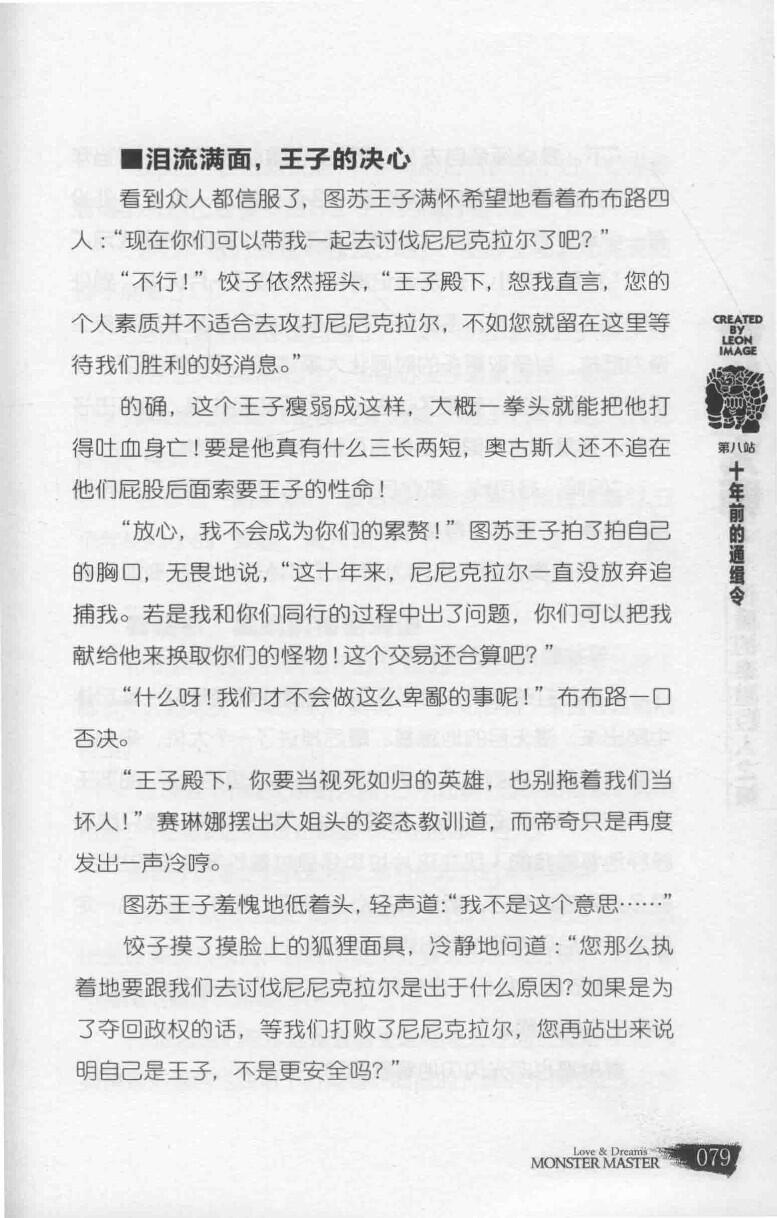 ■泪流满面，王子的决心
看到众人都信服了，图苏王子满怀希望地看着布布路四
人：“现在你们可以带我一起去讨伐尼尼克拉尔了吧？”
“不行！”饺子依然摇头，“王子殿下，恕我直言，您的
个人素质并不适合去攻打尼尼克拉尔，不如您就留在这里等
待我们胜利的好消息。”
的确，这个王子瘦弱成这样，大概一拳头就能把他打
得吐血身亡！要是他真有什么三长两短，奥古斯人还不追在
他们屁股后面索要王子的性命！
“放心，我不会成为你们的累赘！”图苏王子拍了拍自己
的胸口，无畏地说，“这十年来，尼尼克拉尔一直没放弃追
捕我。若是我和你们同行的过程中出了问题，你们可以把我
献给他来换取你们的怪物！这个交易还合算吧？”
“什么呀！我们才不会做这么卑鄙的事呢！”布布路一口
否决。
“王子殿下，你要当视死如归的英雄，也别拖着我们当
坏人！”赛琳娜摆出大姐头的姿态教训道，而帝奇只是再度
发出一声冷哼。
图苏王子羞愧地低着头，轻声道：“我不是这个意思……”
饺子摸了摸脸上的狐狸面具，冷静地问道：“您那么执
着地要跟我们去讨伐尼尼克拉尔是出于什么原因？如果是为
了夺回政权的话，等我们打败了尼尼克拉尔，您再站出来说
明自己是王子，不是更安全吗？”
CREATED
BY
LEON
IMAGE
第八站
十年前的通缉令
Love & Dreams
MONSTER MASTER
079